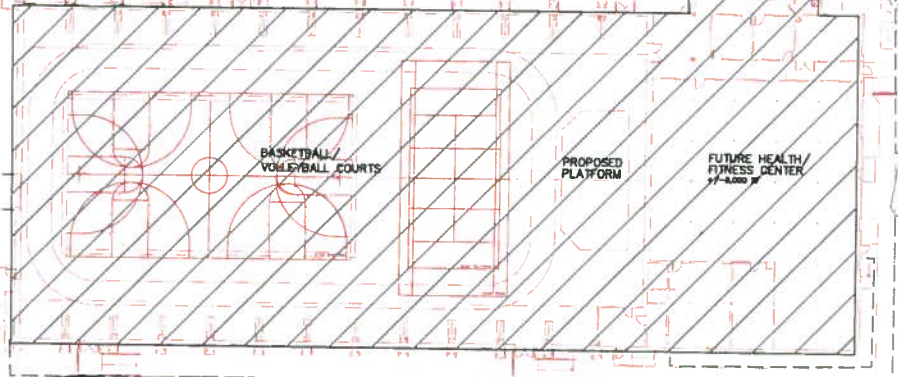 BASKETBALL/
VOLLEYBALL COURTS
PROPOSED
PLATFORM
FUTURE HEALTH/
FITNESS CENTER